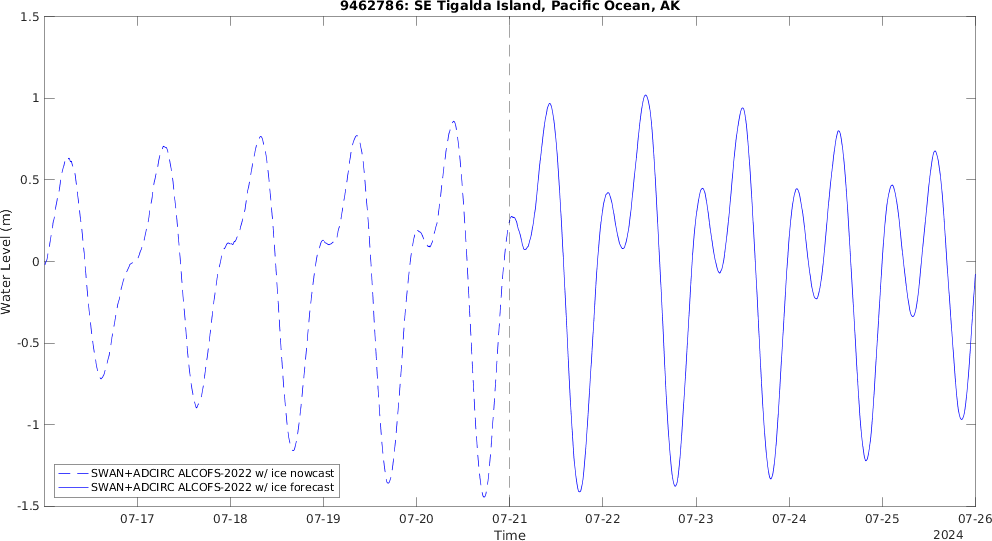 9462786: SE Tigalda Island, Pacific Ocean, AK
1.5
1
0.5
0
-0.5
-1
-1.5
Water Level (m)
SWAN+ADCIRC ALCOFS-2022 w/ ice nowcast
SWAN+ADCIRC ALCOFS-2022 w/ ice forecast
07-17 07-18 07-19 07-20 07-21 07-22 07-23 07-24 07-25 07-26
Time
2024